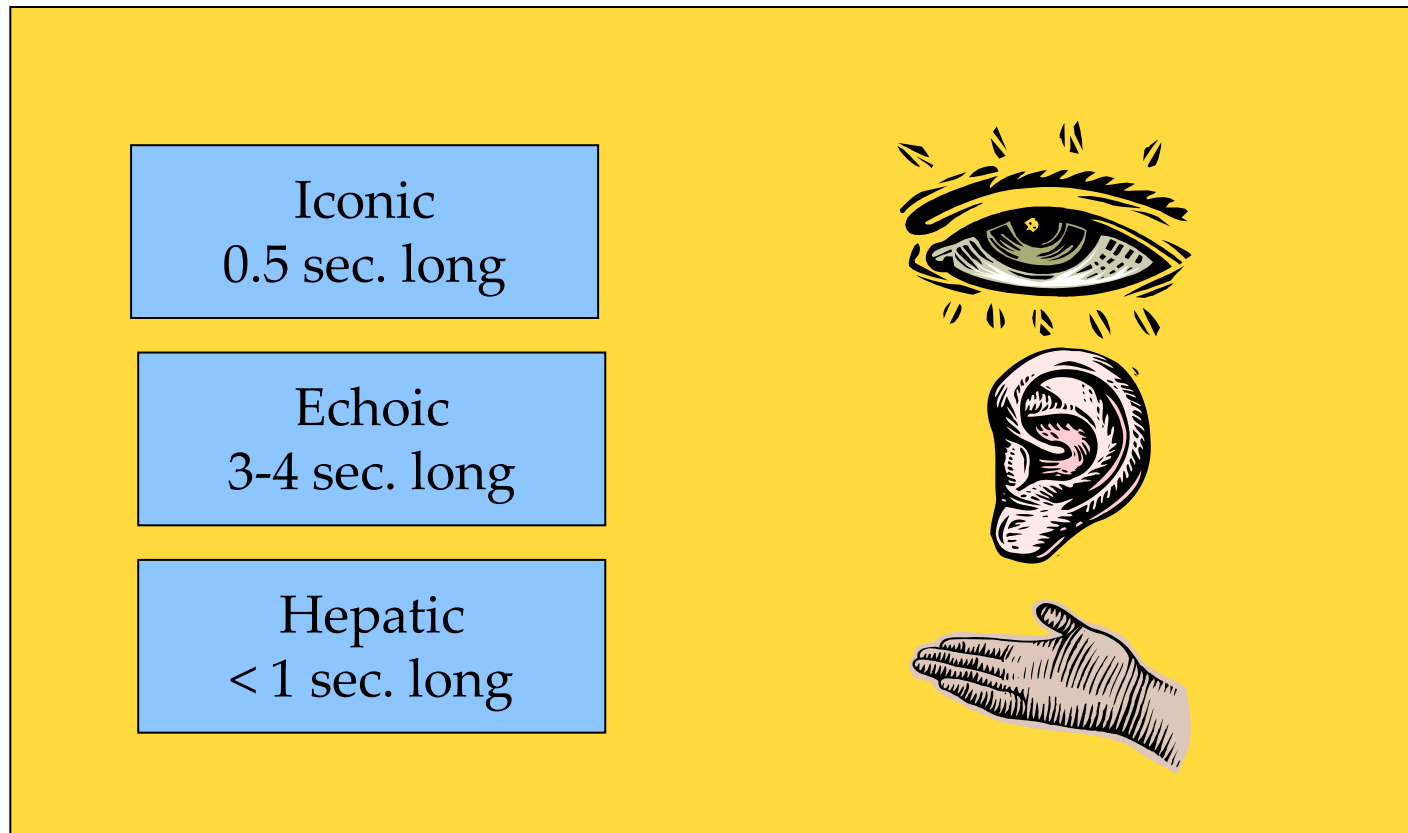 Iconic
0.5 sec. long
Echoic
3-4 sec. long
Hepatic
< 1 sec. long